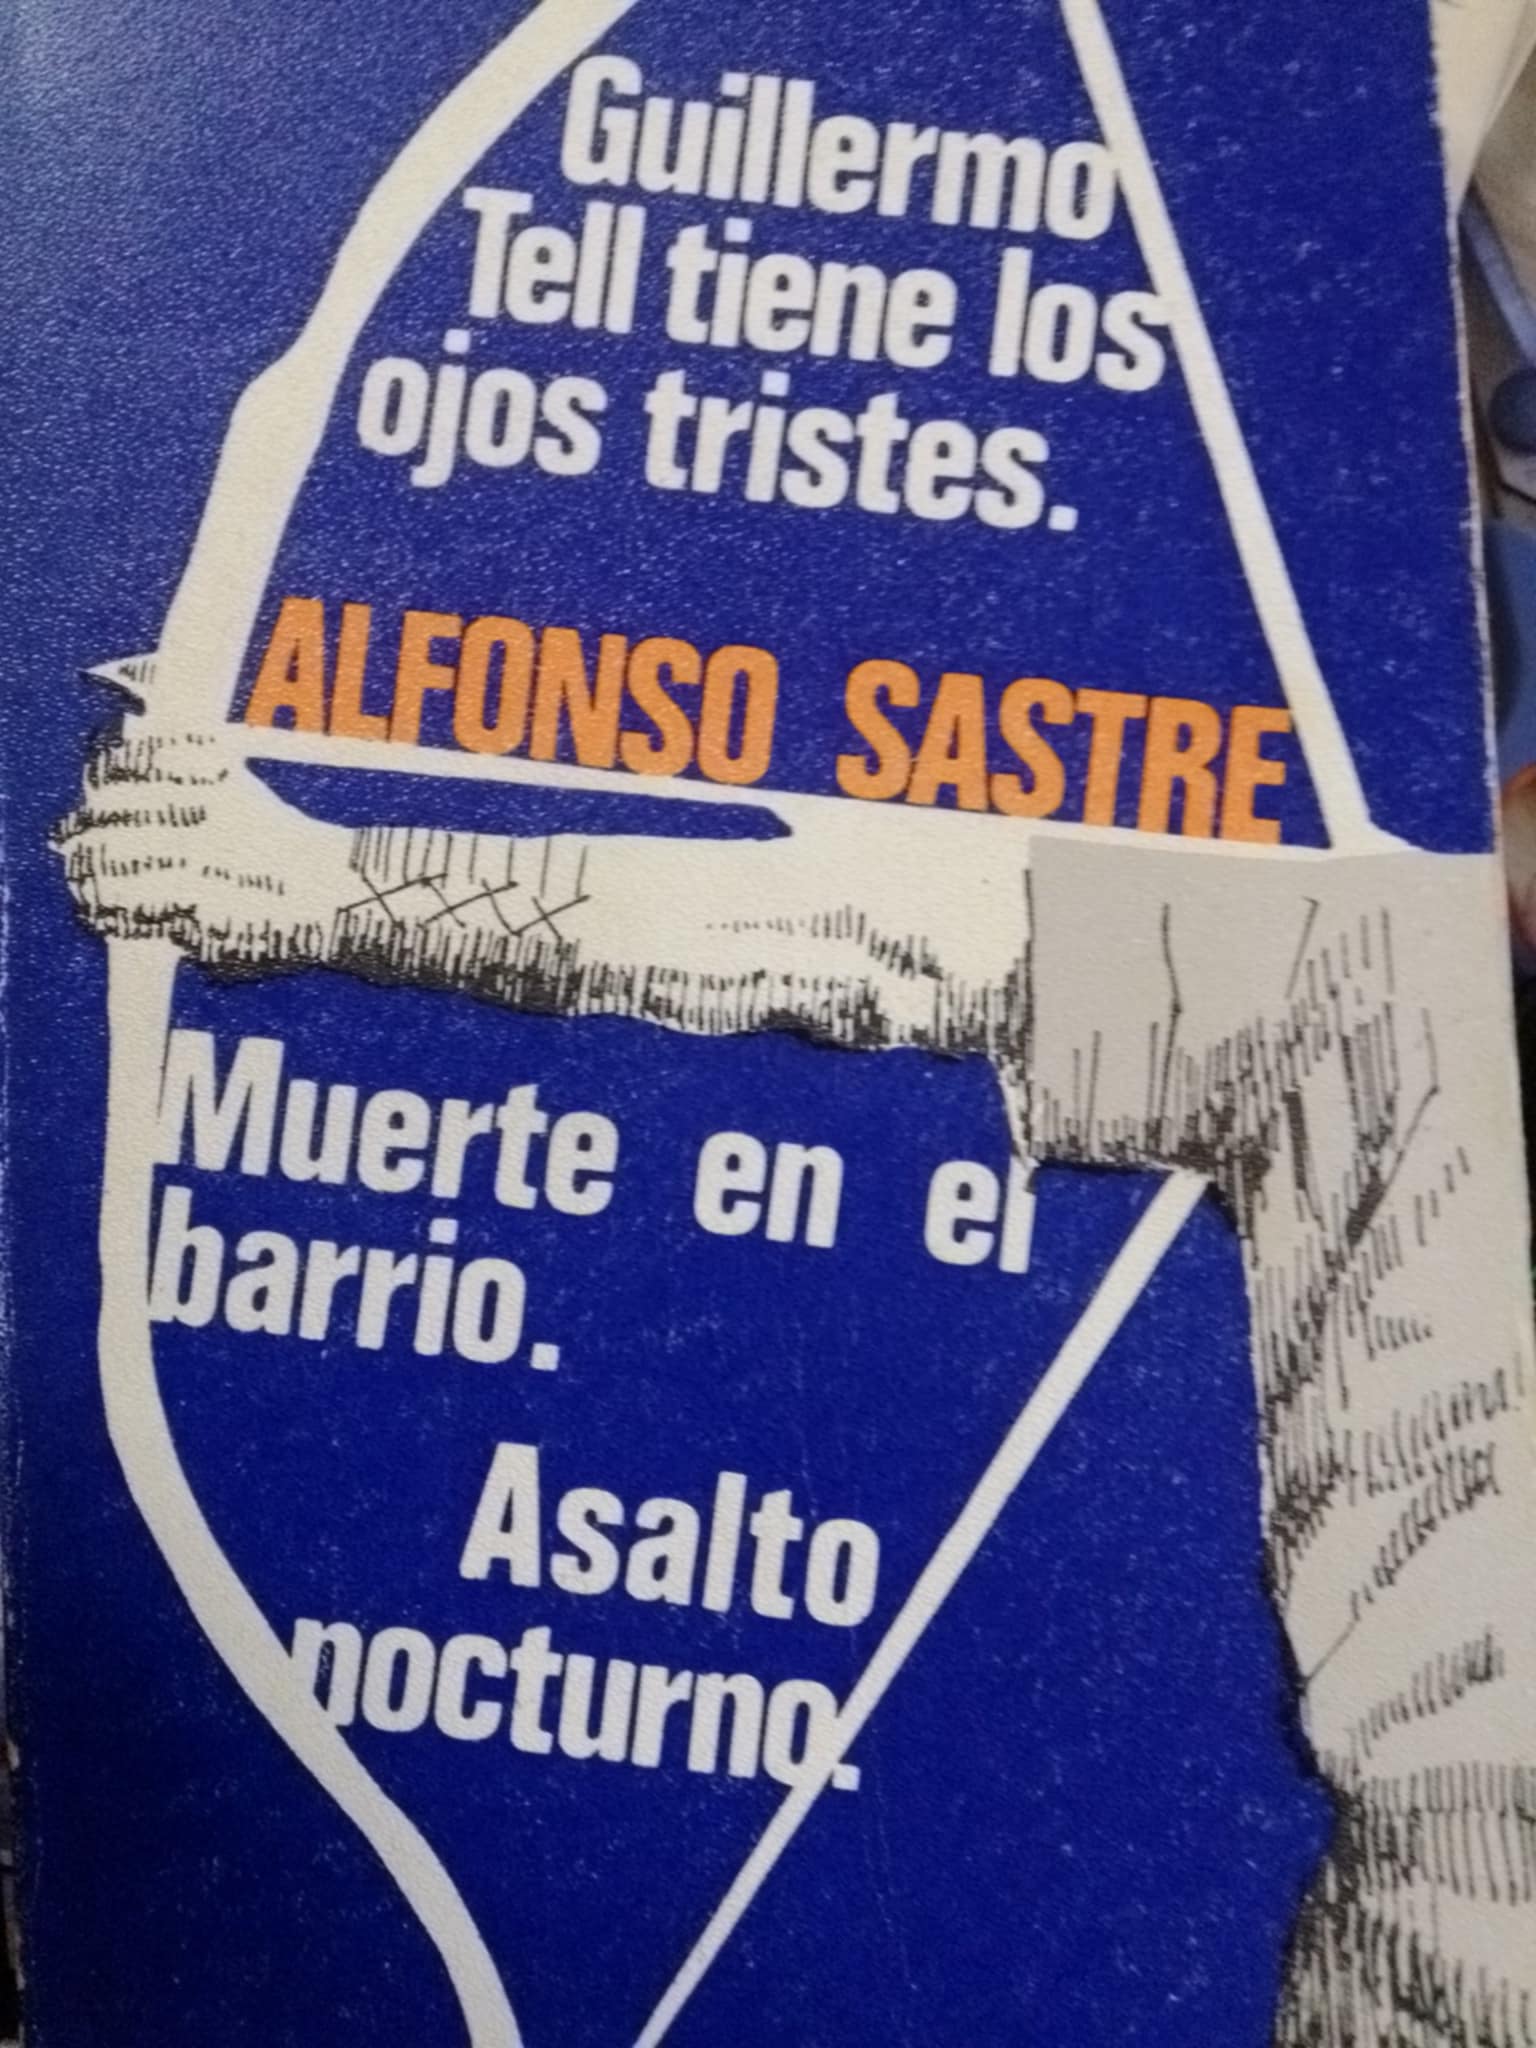 Guillermo
Tell tiene los
ojos tristes.
ALFONSO SASTRE
Muerte en el
barrio.
Asalto
nocturno.